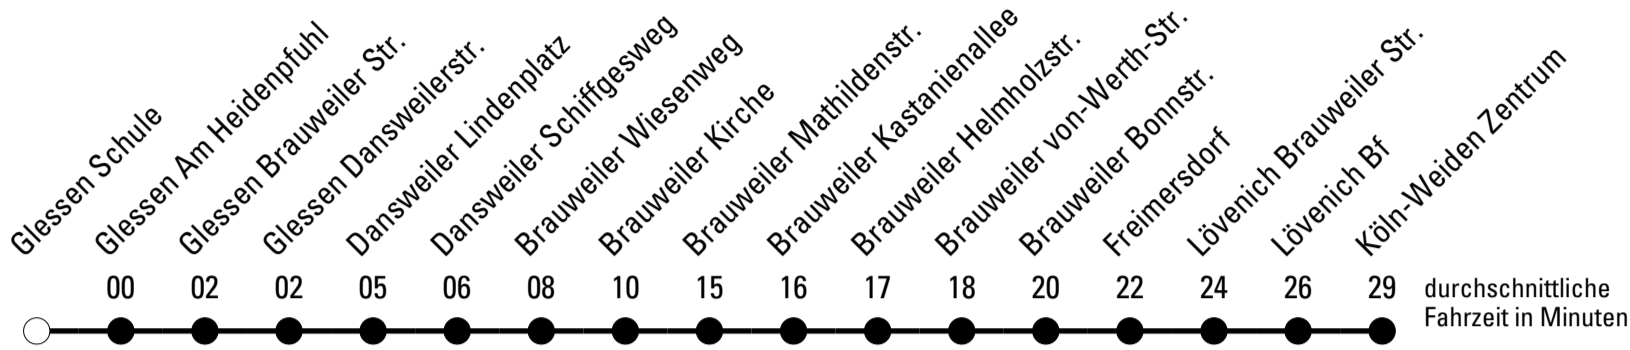 Glessen Schule
Glessen Am Heidenpfuhl
Glessen Brauweiler Str.
Glessen Dansweilerstr.
Dansweiler Lindenplatz
Dansweiler Schiffgesweg
Brauweiler Wiesenweg
Brauweiler Kirche
Brauweiler Mathildenstr.
Brauweiler Kastanienallee
Brauweiler Helmholzstr.
Brauweiler von-Werth-Str.
Brauweiler Bonnstr.
Freimersdorf
Lövenich Brauweiler Str.
Lövenich Bf
Köln-Weiden Zentrum
00 02 02 05 06 08 10 15 16 17 18 20 22 24 26 29
durchschnittliche
Fahrzeit in Minuten